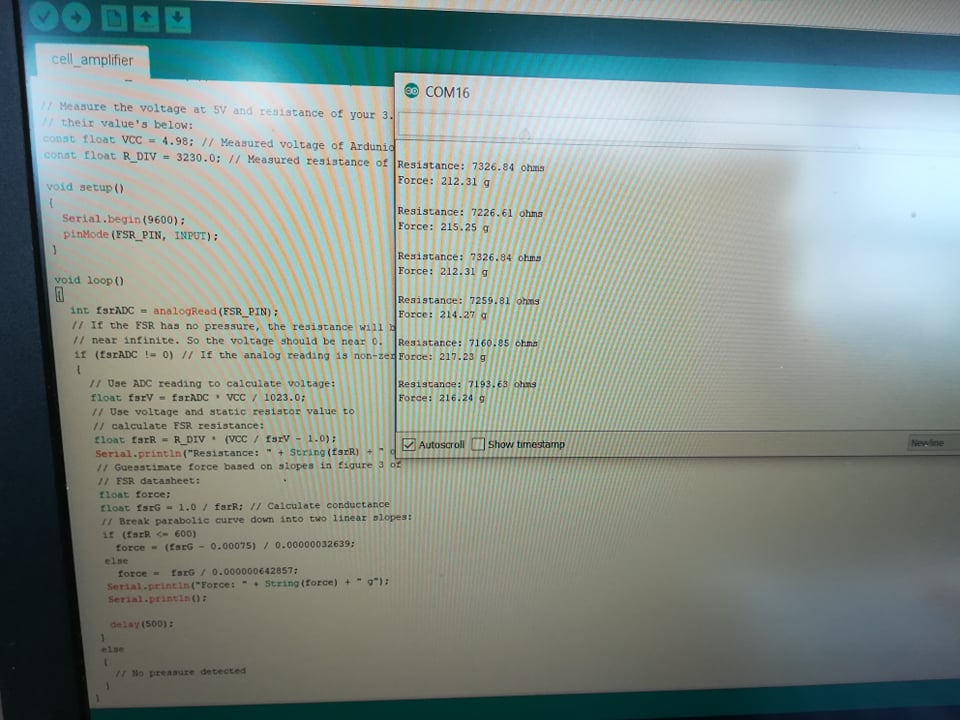 cell_amplifier
// Measure the voltage at 5V and resistance of your 3.
// their value's below:
const float VCC = 4.98; // Measured voltage of Ardunio
const float R_DIV = 3230.0; // Measured resistance of
void setup()
{
Serial.begin(9600);
pinMode(FSR_PIN, INPUT);
}
void loop()
{
int fsrADC = analogRead(FSR_PIN);
// If the FSR has no pressure, the resistance will b
// near infinite. So the voltage should be near 0.
if (fsrADC != 0) // If the analog reading is non-zer
{
// Use ADC reading to calculate voltage:
float fsrV = fsrADC * VCC / 1023.0;
// Use voltage and static resistor value to
// calculate FSR resistance:
float fsrR = R_DIV * (VCC / fsrV - 1.0);
Serial.println("Resistance: " + String(fsrR) + " o
// Guesstimate force based on slopes in figure 3 of
// FSR datasheet:
float force;
float fsrG = 1.0 / fsrR; // Calculate conductance
// Break parabolic curve down into two linear slopes:
if (fsrR <= 600)
force = (fsrG - 0.00075) / 0.00000032639;
else
force =  fsrG / 0.000000642857;
Serial.println("Force: " + String(force) + " g");
Serial.println();
delay(500);
}
else
{
// No pressure detected
}
}
COM16
Resistance: 7326.84 ohms
Force: 212.31 g
Resistance: 7226.61 ohms
Force: 215.25 g
Resistance: 7326.84 ohms
Force: 212.31 g
Resistance: 7259.81 ohms
Force: 214.27 g
Resistance: 7160.85 ohms
Force: 217.23 g
Resistance: 7193.63 ohms
Force: 216.24 g
Autoscroll Show timestamp
Newline